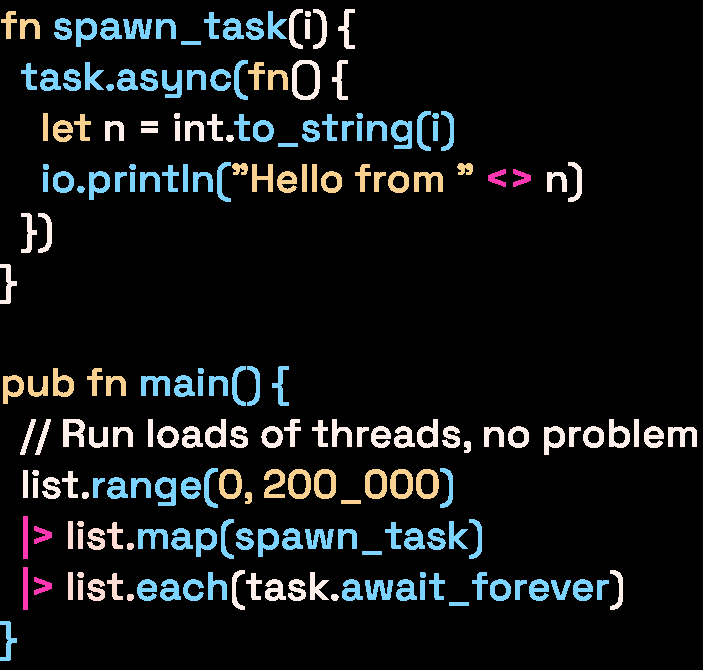 fn spawn_task(i) {
  task.async(fn() {
    let n = int.to_string(i)
    io.println("Hello from " <> n)
  })
}

pub fn main() {
  // Run loads of threads, no problem
  list.range(0, 200_000)
  |> list.map(spawn_task)
  |> list.each(task.await_forever)
}